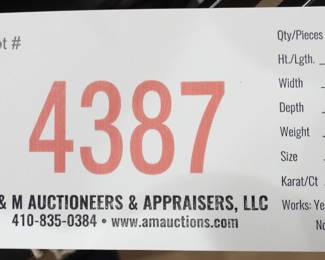 ot #
4387
& M AUCTIONEERS & APPRAISERS, LLC
410-835-0384 • www.amauctions.com
Qty/Pieces
Ht./Lgth.
Width
Depth
Weight
Size
Karat/Ct
Works: Ye
No